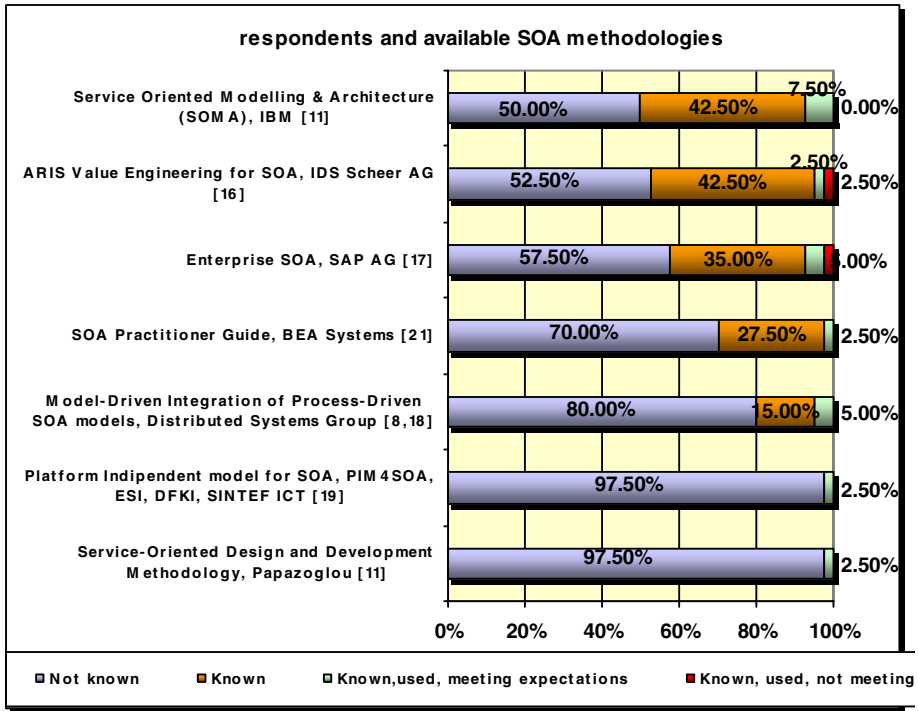 respondents and available SOA methodologies
Service Oriented Modelling & Architecture
(SOMA), IBM [11]
50.00%
42.50%
7.50%
0.00%
ARIS Value Engineering for SOA, IDS Scheer AG
[16]
52.50%
42.50%
2.50%
2.50%
Enterprise SOA, SAP AG [17]
57.50%
35.00%
SOA Practitioner Guide, BEA Systems [21]
70.00%
27.50%
2.50%
Model-Driven Integration of Process-Driven
SOA models, Distributed Systems Group [8,18]
80.00%
15.00%
5.00%
Platform Indipendent model for SOA, PIM4SOA,
ESI, DFKI, SINTEF ICT [19]
97.50%
2.50%
Service-Oriented Design and Development
Methodology, Papazoglou [11]
97.50%
2.50%
0% 20% 40% 60% 80% 100%
Not known Known Known,used, meeting expectations Known, used, not meeting